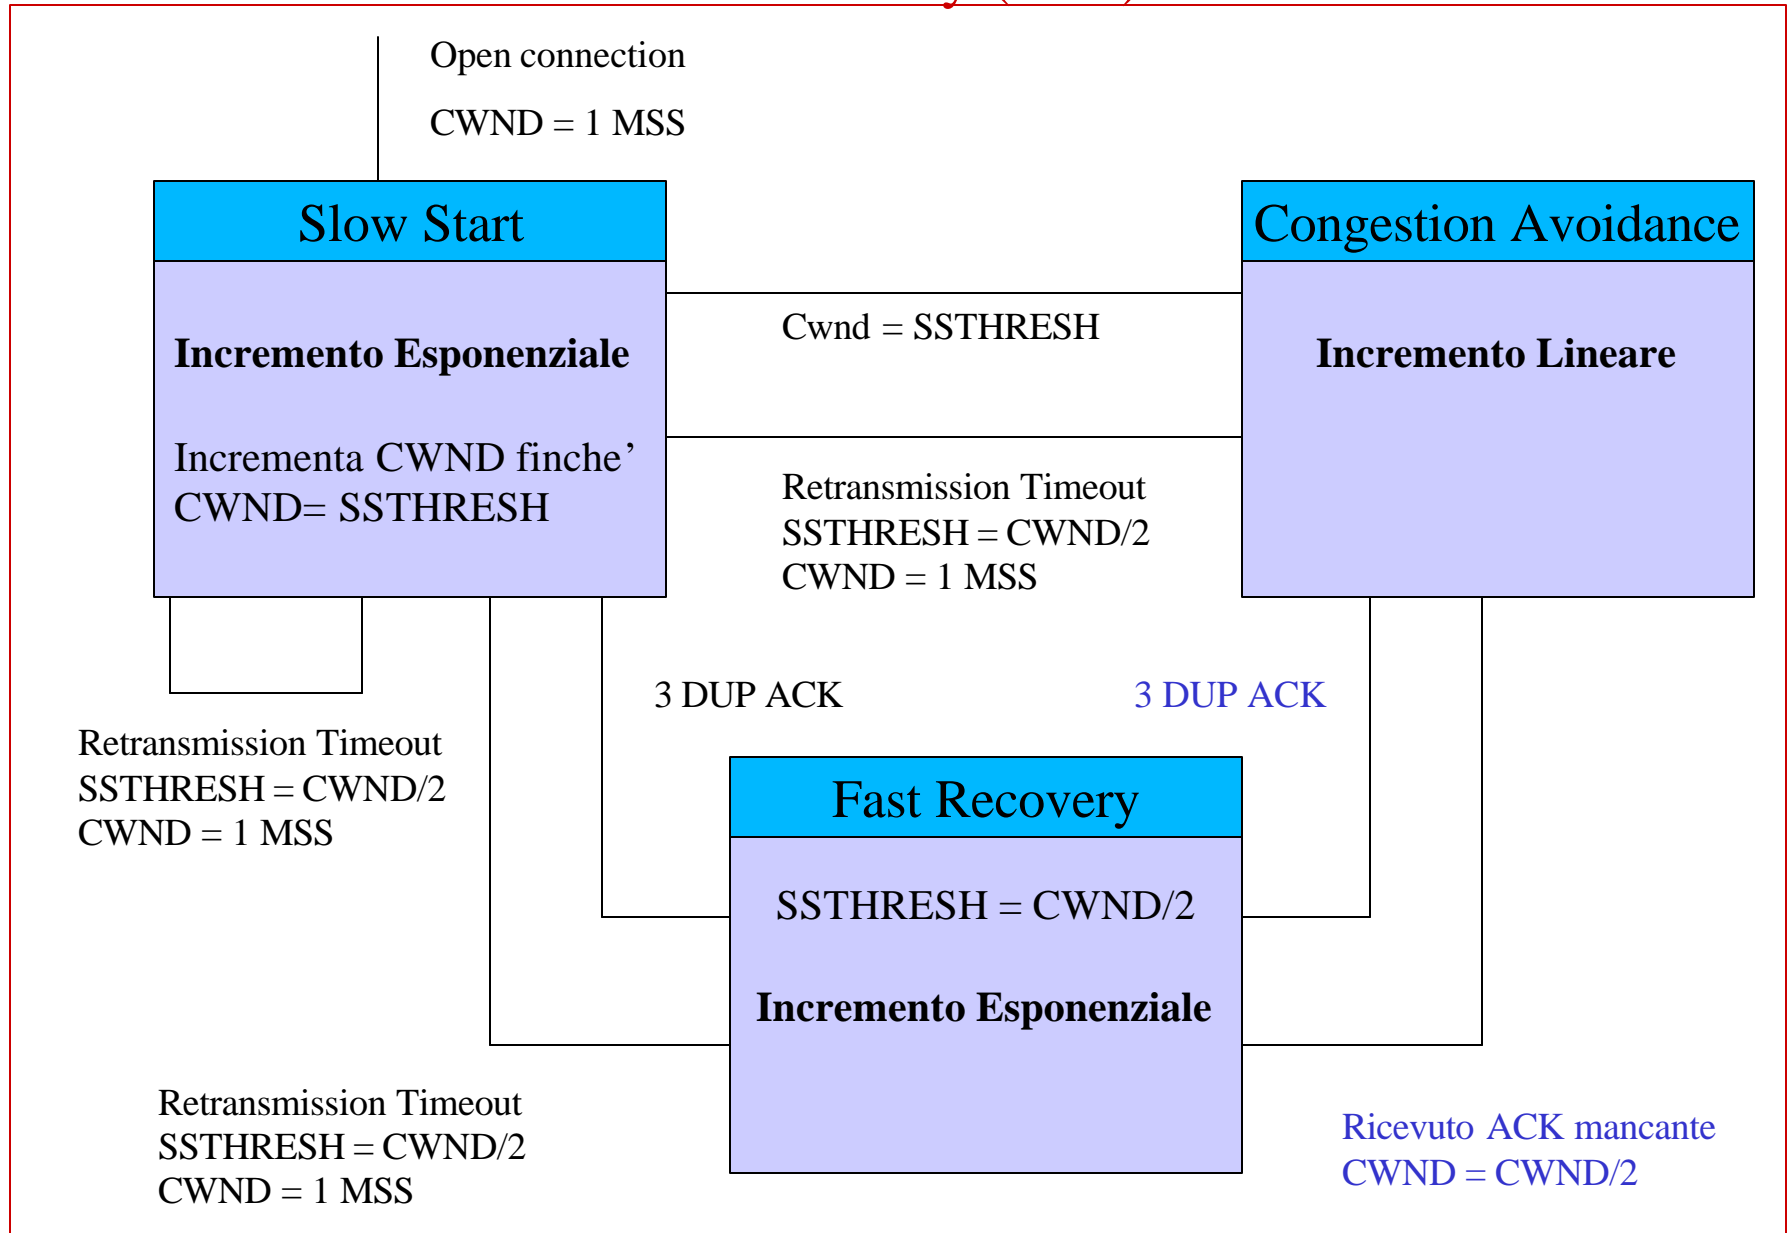 Open connection
CWND = 1 MSS
Slow Start
Congestion Avoidance
Incremento Esponenziale
Incrementa CWND finche’
CWND= SSTHRESH
Cwnd = SSTHRESH
Incremento Lineare
Retransmission Timeout
SSTHRESH = CWND/2
CWND = 1 MSS
3 DUP ACK
3 DUP ACK
Retransmission Timeout
SSTHRESH = CWND/2
CWND = 1 MSS
Fast Recovery
SSTHRESH = CWND/2
Incremento Esponenziale
Retransmission Timeout
SSTHRESH = CWND/2
CWND = 1 MSS
Ricevuto ACK mancante
CWND = CWND/2